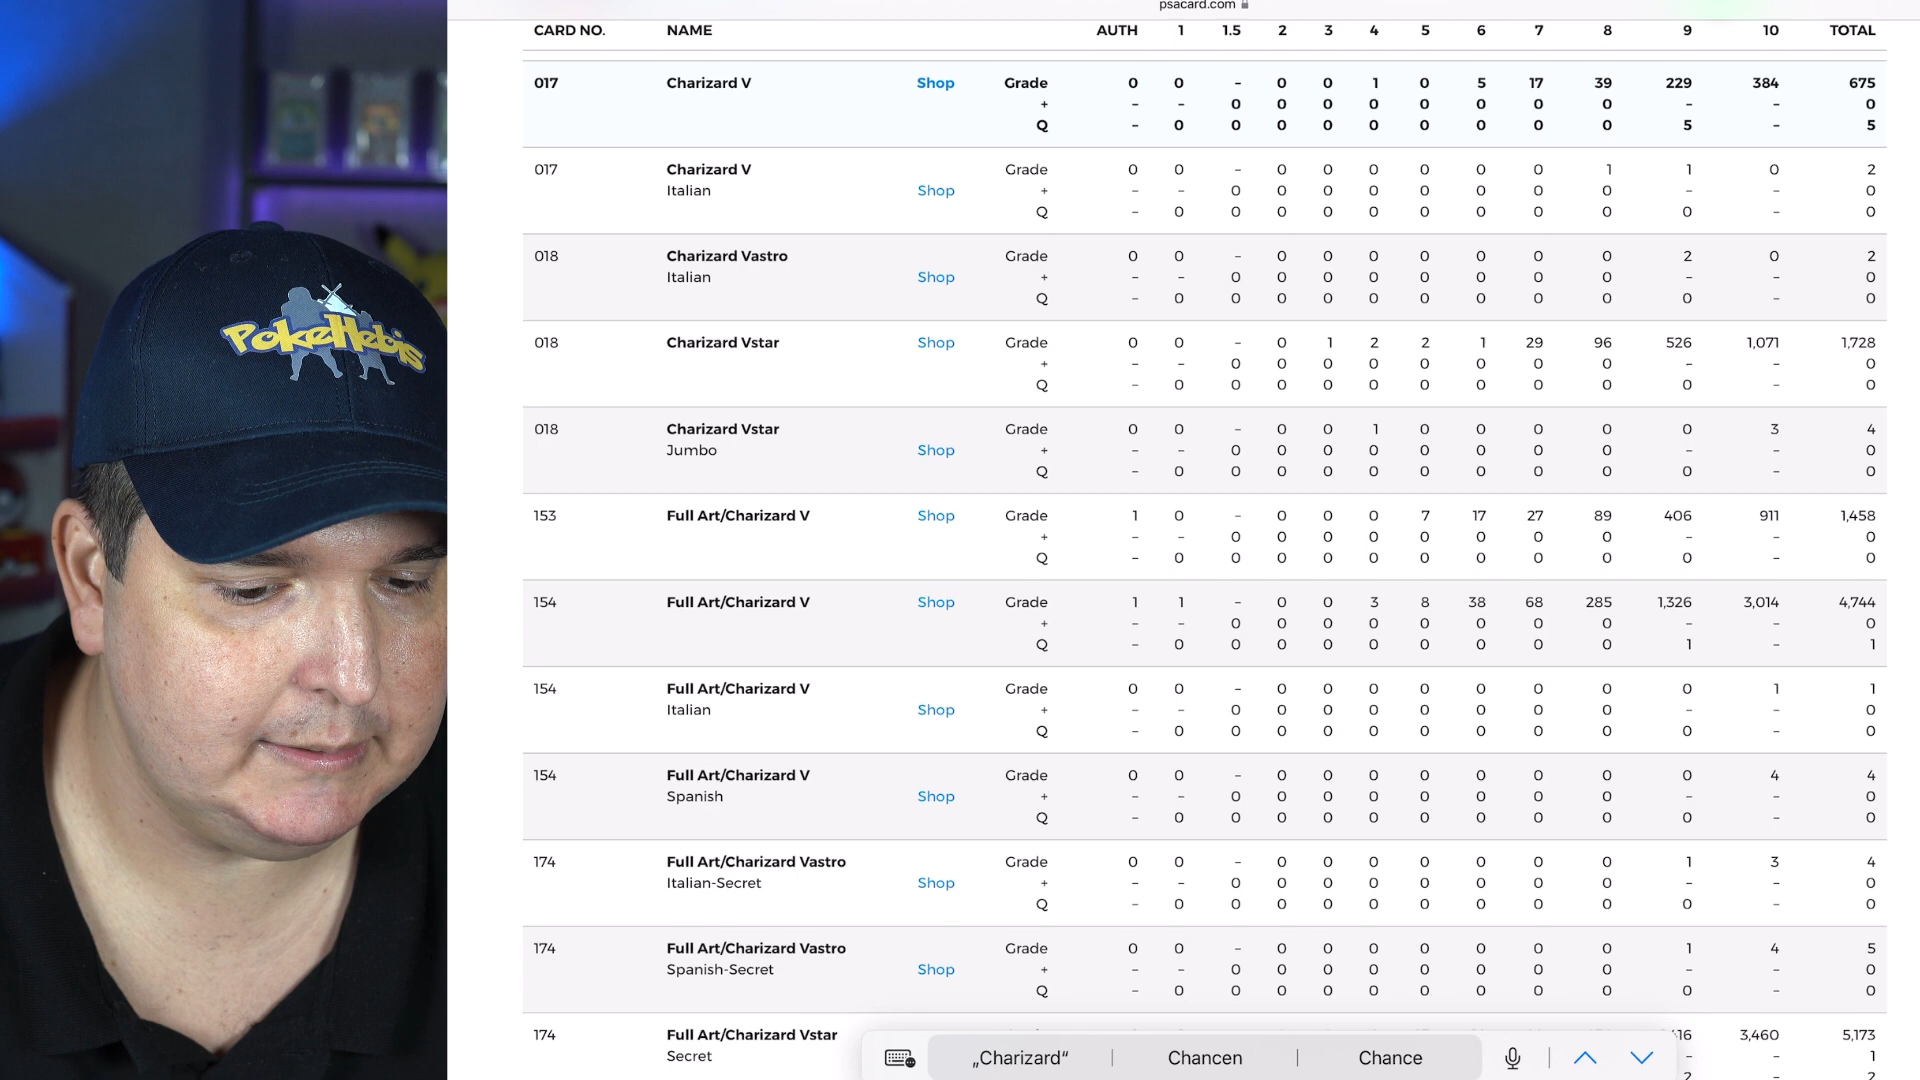 psacard.com
CARD NO. NAME AUTH 1 1.5 2 3 4 5 6 7 8 9 10 TOTAL
017 Charizard V Shop Grade 0 0 - 0 0 1 0 5 17 39 229 384 675
+ - - 0 0 0 0 0 0 0 0 - - 0
Q - 0 0 0 0 0 0 0 0 0 5 - 5
017 Charizard V Grade 0 0 - 0 0 0 0 0 0 1 1 0 2
Italian Shop + - - 0 0 0 0 0 0 0 0 - - 0
Q - 0 0 0 0 0 0 0 0 0 0 - 0
018 Charizard Vastro Grade 0 0 - 0 0 0 0 0 0 0 2 0 2
Italian Shop + - - 0 0 0 0 0 0 0 0 - - 0
Q - 0 0 0 0 0 0 0 0 0 0 - 0
018 Charizard Vstar Shop Grade 0 0 - 0 1 2 2 1 29 96 526 1,071 1,728
+ - - 0 0 0 0 0 0 0 0 - - 0
Q - 0 0 0 0 0 0 0 0 0 0 - 0
018 Charizard Vstar Grade 0 0 - 0 0 1 0 0 0 0 0 3 4
Jumbo Shop + - - 0 0 0 0 0 0 0 0 - - 0
Q - 0 0 0 0 0 0 0 0 0 0 - 0
153 Full Art/Charizard V Shop Grade 1 0 - 0 0 0 7 17 27 89 406 911 1,458
+ - - 0 0 0 0 0 0 0 0 - - 0
Q - 0 0 0 0 0 0 0 0 0 0 - 0
154 Full Art/Charizard V Shop Grade 1 1 - 0 0 3 8 38 68 285 1,326 3,014 4,744
+ - - 0 0 0 0 0 0 0 0 - - 0
Q - 0 0 0 0 0 0 0 0 0 1 - 1
154 Full Art/Charizard V Grade 0 0 - 0 0 0 0 0 0 0 0 1 1
Italian Shop + - - 0 0 0 0 0 0 0 0 - - 0
Q - 0 0 0 0 0 0 0 0 0 0 - 0
154 Full Art/Charizard V Grade 0 0 - 0 0 0 0 0 0 0 0 4 4
Spanish Shop + - - 0 0 0 0 0 0 0 0 - - 0
Q - 0 0 0 0 0 0 0 0 0 0 - 0
174 Full Art/Charizard Vastro Grade 0 0 - 0 0 0 0 0 0 0 1 3 4
Italian-Secret Shop + - - 0 0 0 0 0 0 0 0 - - 0
Q - 0 0 0 0 0 0 0 0 0 0 - 0
174 Full Art/Charizard Vastro Grade 0 0 - 0 0 0 0 0 0 0 1 4 5
Spanish-Secret Shop + - - 0 0 0 0 0 0 0 0 - - 0
Q - 0 0 0 0 0 0 0 0 0 0 - 0
174 Full Art/Charizard Vstar 3,460 5,173
Secret - - 1
2 - 2
„Charizard“ Chancen Chance
PokeHebis